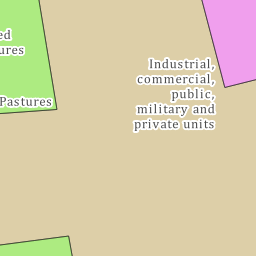 ed
ures
Pastures
Industrial,
commercial,
public,
military and
private units